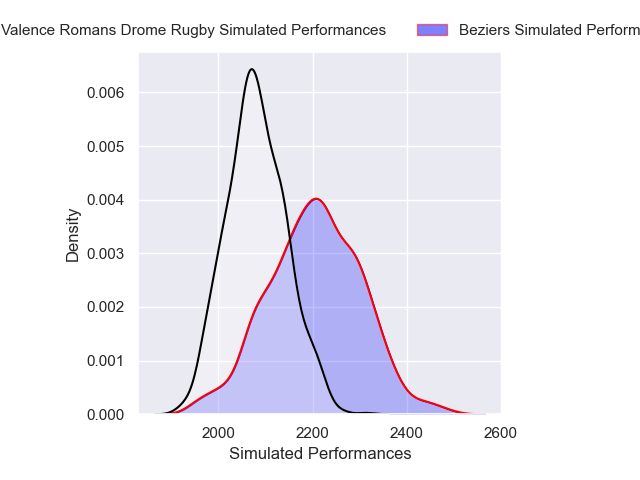 Valence Romans Drome Rugby Simulated Performances
Beziers Simulated Perform
0.006
0.005
0.004
0.003
0.002
0.001
0.000
Density
2000
2200
2400
2600
Simulated Performances